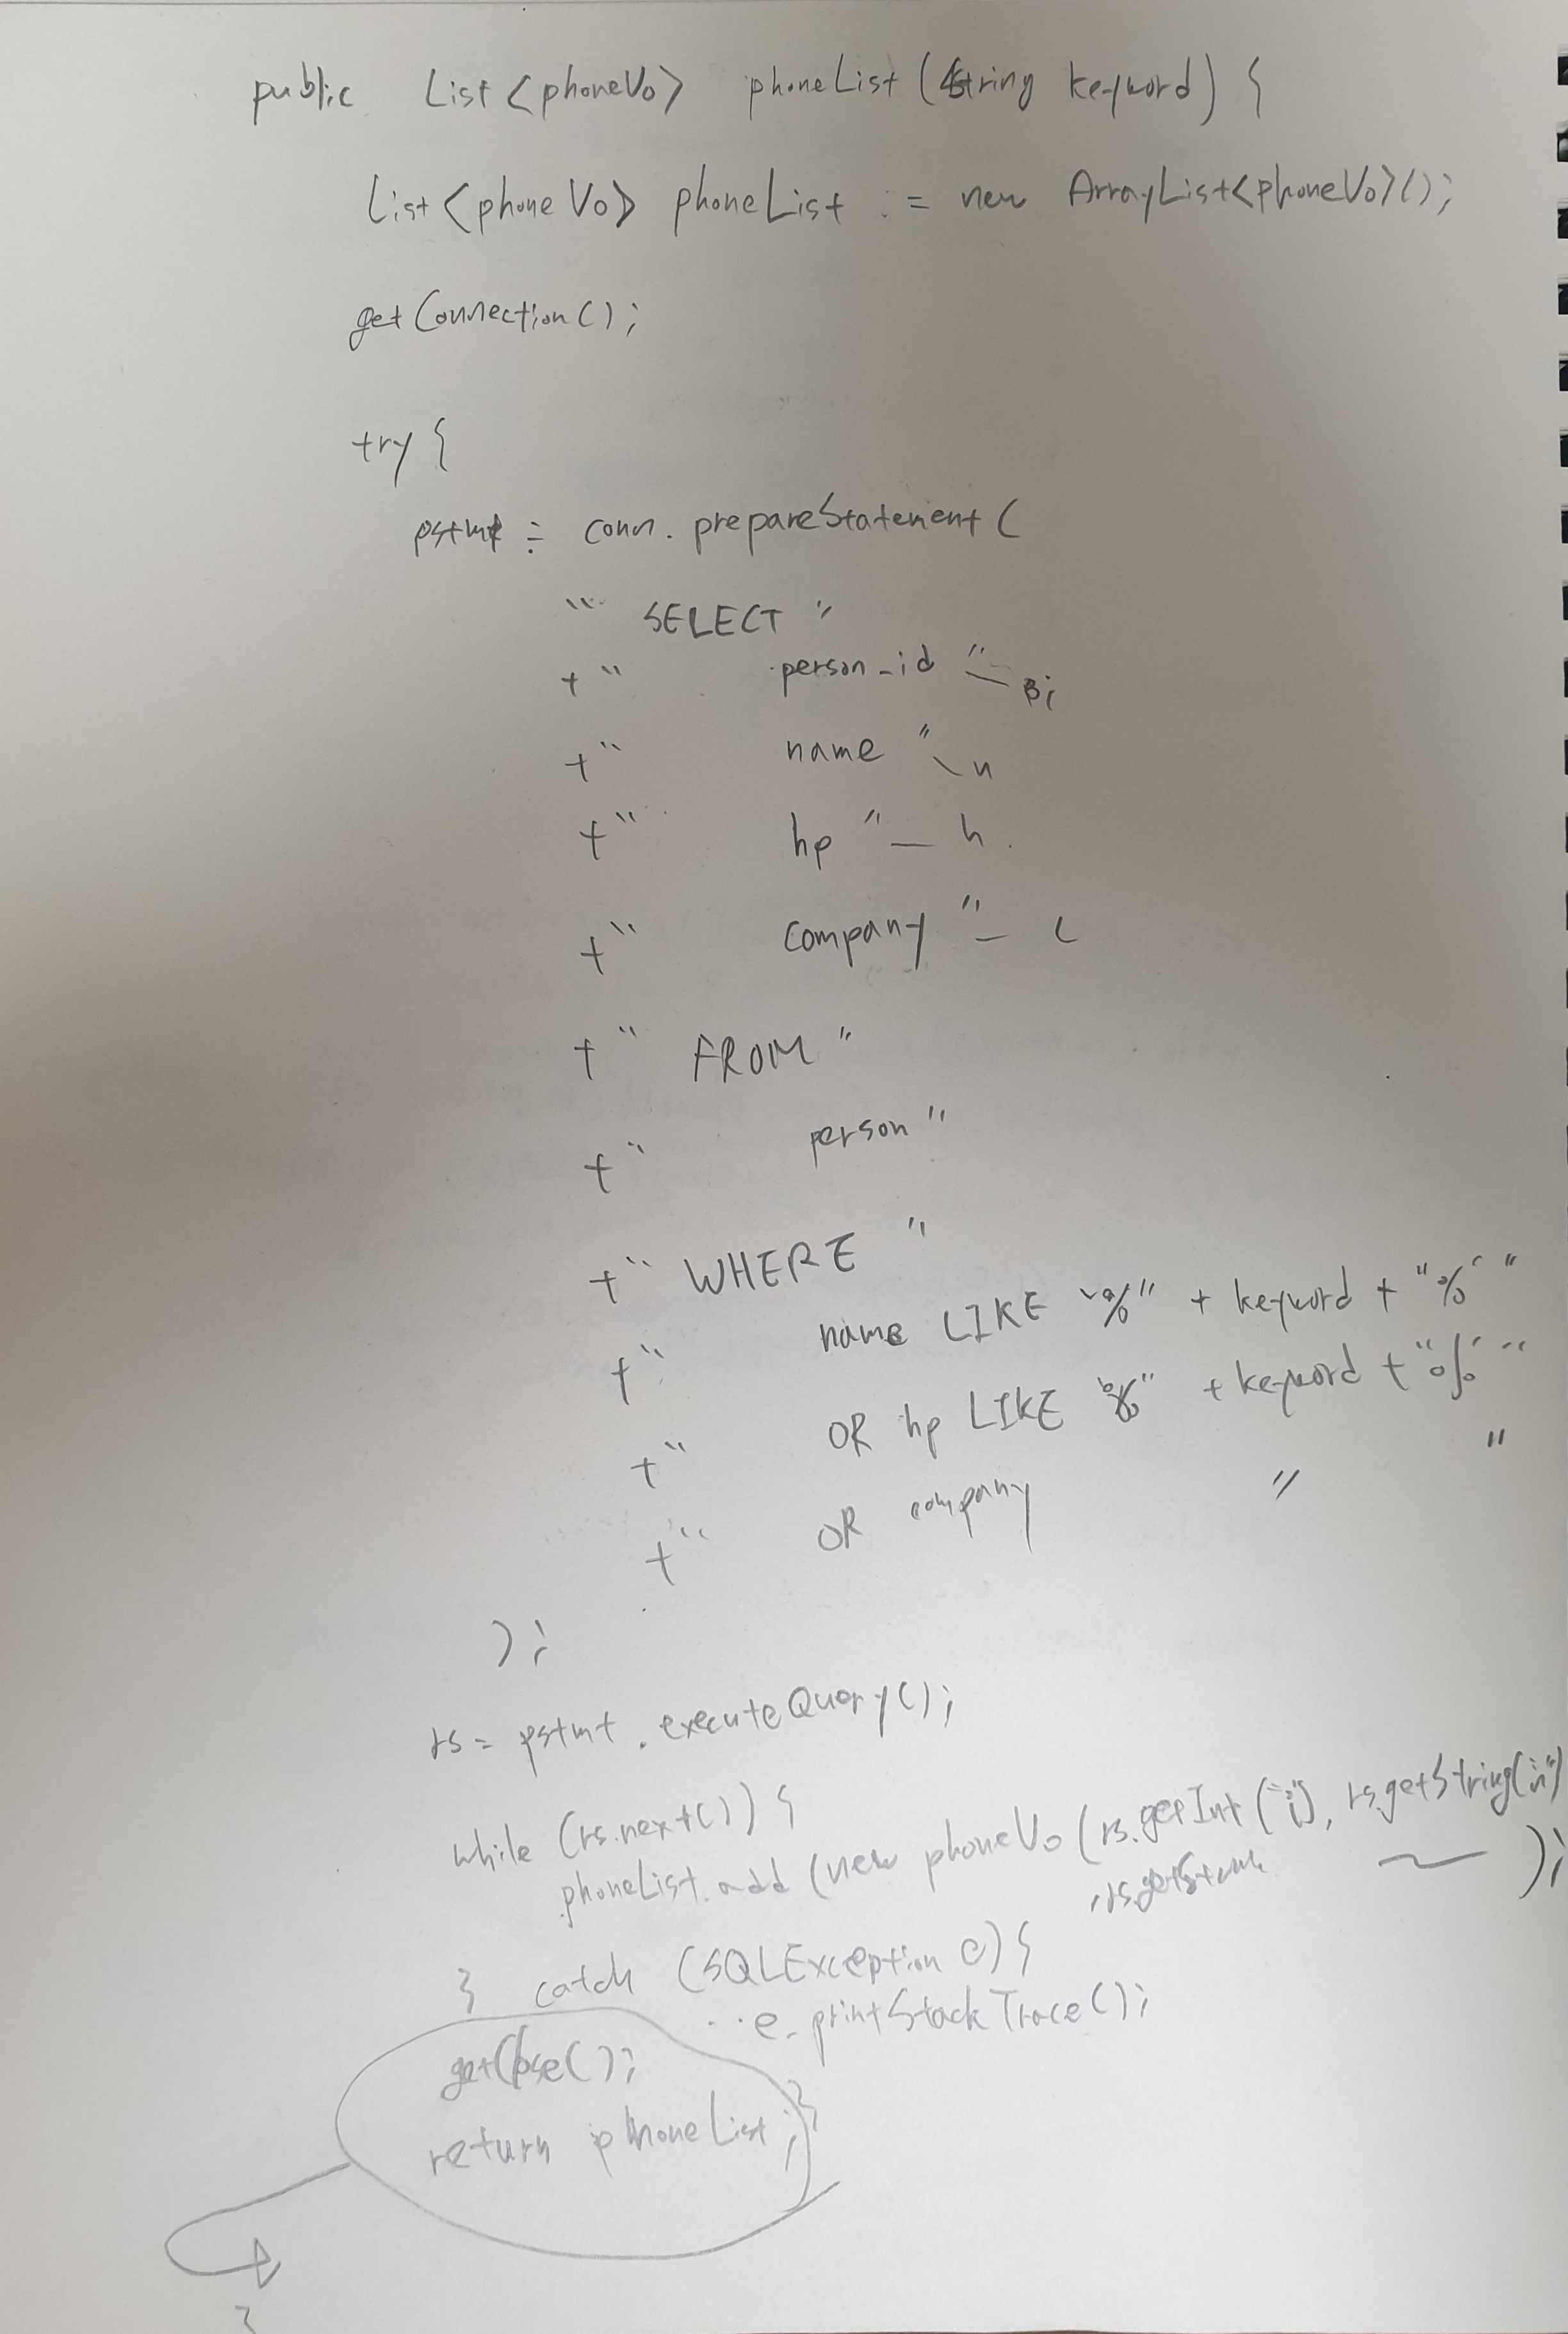 public List<phoneVo> phoneList (String keyword) {
List<phoneVo> phoneList = new ArrayList<phoneVo>();
getConnection();
try {
pstmt = conn. prepareStatement (
" SELECT "
+ " person_id " — i
+ " name " — n
+ " hp " — h
+ " company " — c
+ " FROM "
+ " person "
+ " WHERE "
+ " name LIKE '%" + keyword + "%' "
+ " OR hp LIKE '%" + keyword + "%' "
+ " OR company " "
);
rs = pstmt. executeQuery();
while (rs.next()) {
phoneList.add (new phoneVo (rs.getInt ("i"), rs.getString("n")
, rs.getString ~ );
} catch (SQLException e) {
e. printStackTrace();
}
getClose();
return phoneList;
}